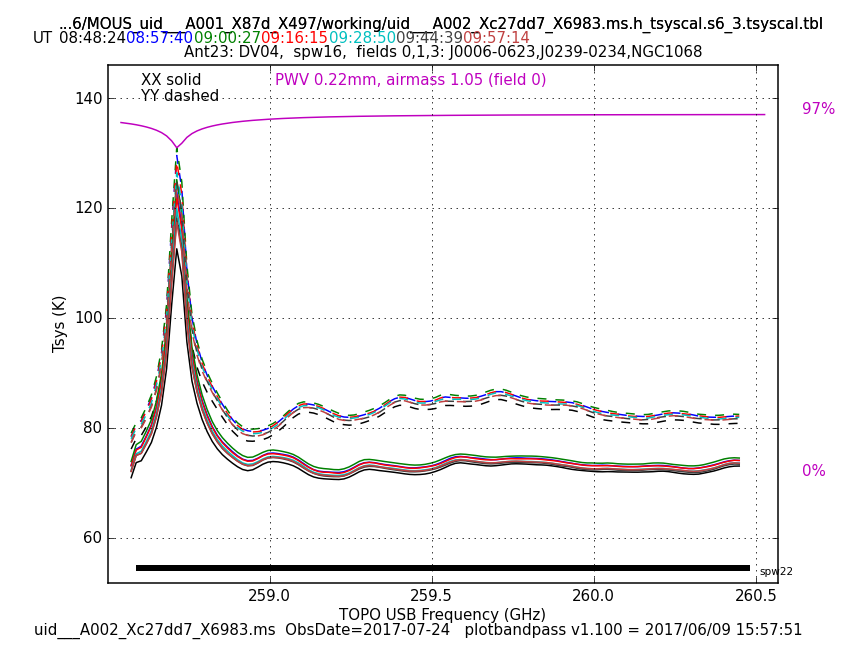 ...6/MOUS_uid___A001_X87d_X497/working/uid___A002_Xc27dd7_X6983.ms.h_tsyscal.s6_3.tsyscal.tbl
UT 08:48:24 08:57:40 09:00:27 09:16:15 09:28:50 09:44:39 09:57:14
Ant23: DV04, spw16, fields 0,1,3: J0006-0623,J0239-0234,NGC1068
XX solid
PWV 0.22mm, airmass 1.05 (field 0)
YY dashed
140
97%
120
100
Tsys (K)
80
0%
60
spw22
259.0 259.5 260.0 260.5
TOPO USB Frequency (GHz)
uid___A002_Xc27dd7_X6983.ms ObsDate=2017-07-24 plotbandpass v1.100 = 2017/06/09 15:57:51